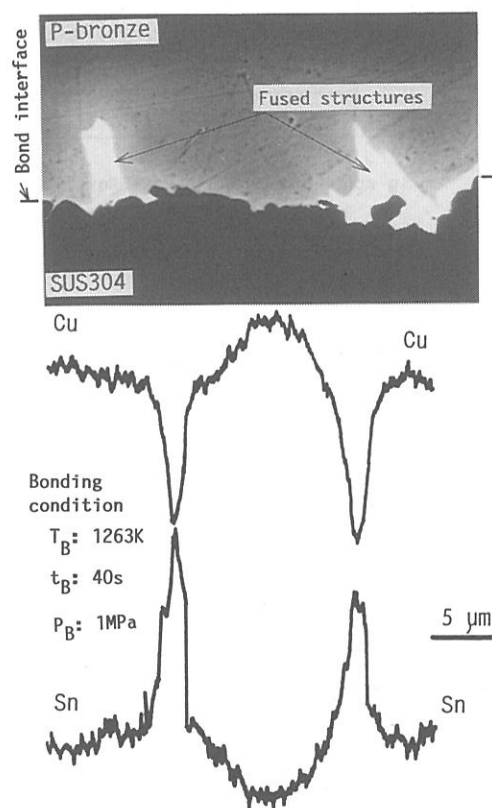 P-bronze
Bond interface
Fused structures
SUS304
Cu
Cu
Bonding
condition
T_B: 1263K
t_B: 40s
P_B: 1MPa
5 μm
Sn
Sn